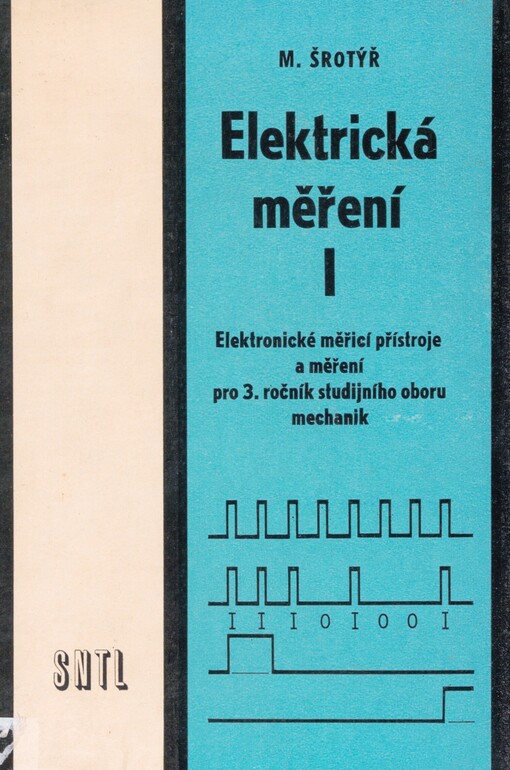 M. ŠROTÝŘ
Elektrická
měření
I
Elektronické měřicí přístroje
a měření
pro 3. ročník studijního oboru
mechanik
I I I O I O O I
SNTL